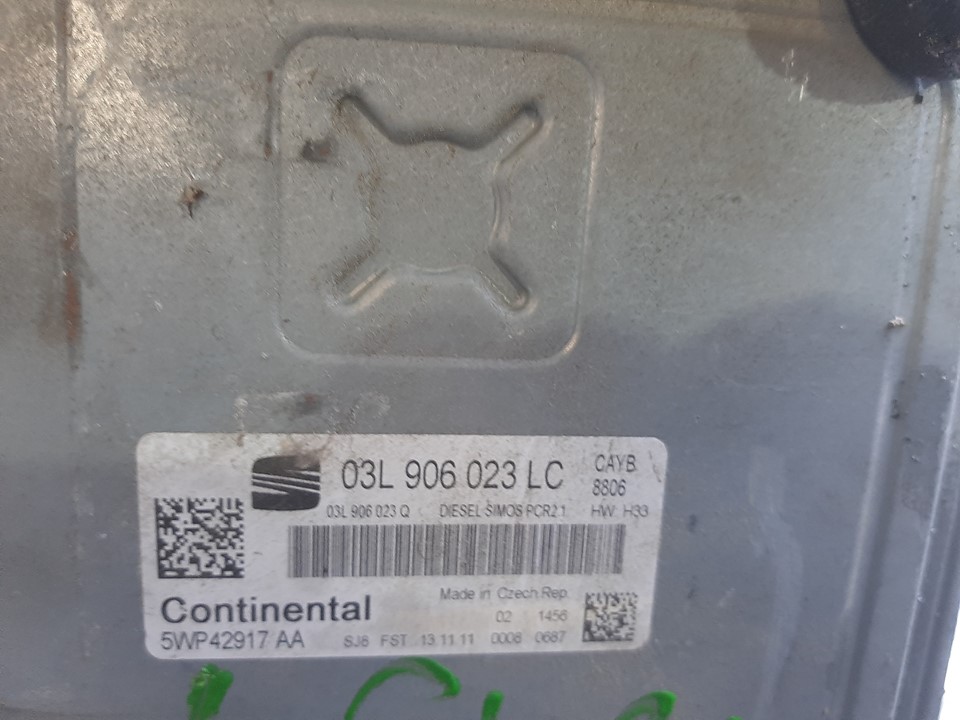 03L 906 023 LC CAYB
8806
03L 906 023 Q DIESEL SIMOS PCR2.1 HW: H33
Made in Czech Rep.
Continental 02 1456
5WP42917 AA SJ6 FST 13.11.11 0008 0687